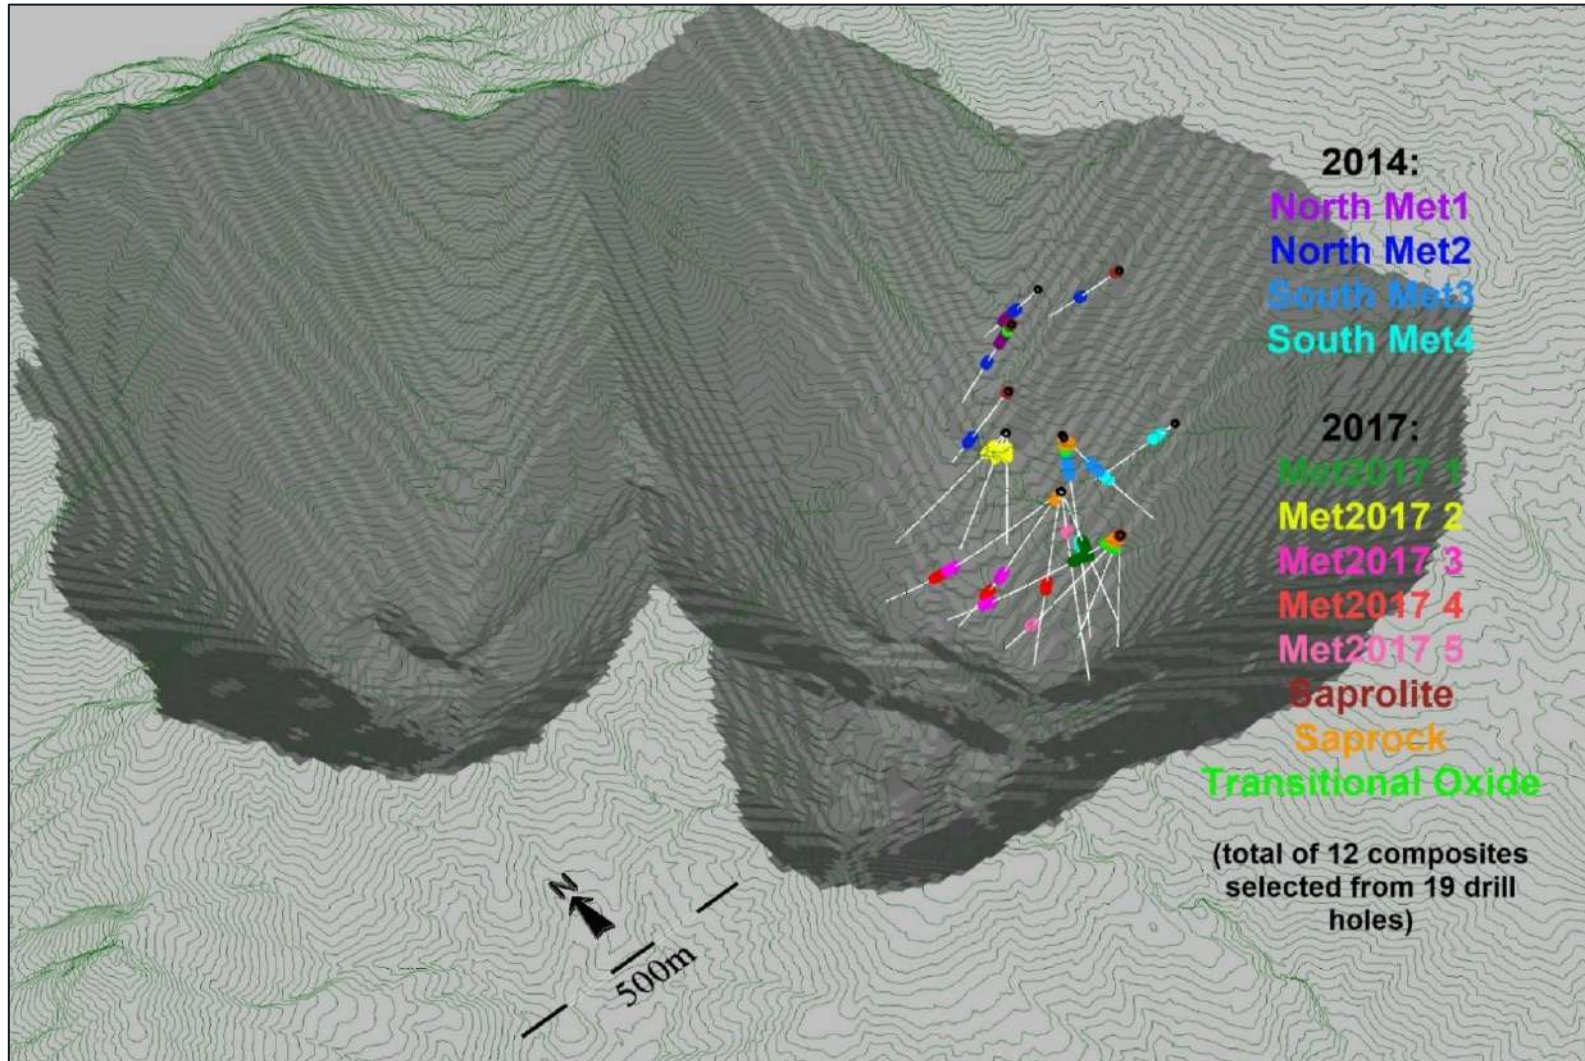 2014:
North Met1
North Met2
South Met3
South Met4
2017:
Met2017 1
Met2017 2
Met2017 3
Met2017 4
Met2017 5
Saprolite
Saprock
Transitional Oxide
(total of 12 composites
selected from 19 drill
holes)
N
500m